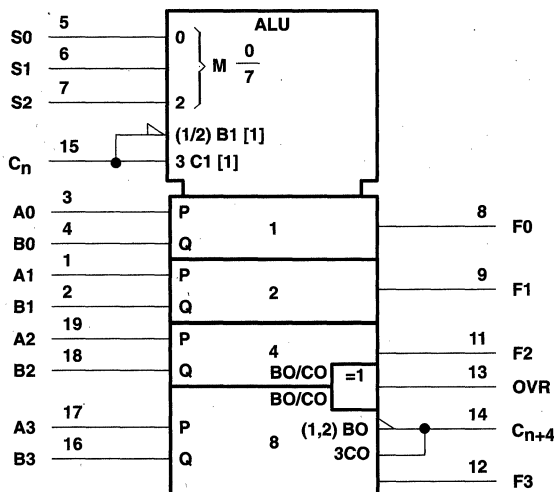 ALU
S0 5 0
S1 6 M 0/7
S2 7 2
(1/2) B1 [1]
Cn 15 3 C1 [1]
A0 3 P
1 8 F0
B0 4 Q
A1 1 P
2 9 F1
B1 2 Q
A2 19 P
4 11 F2
B2 18 Q
BO/CO =1 13 OVR
BO/CO
A3 17 P
(1,2) BO 14 Cn+4
8
B3 16 Q
3CO
12 F3